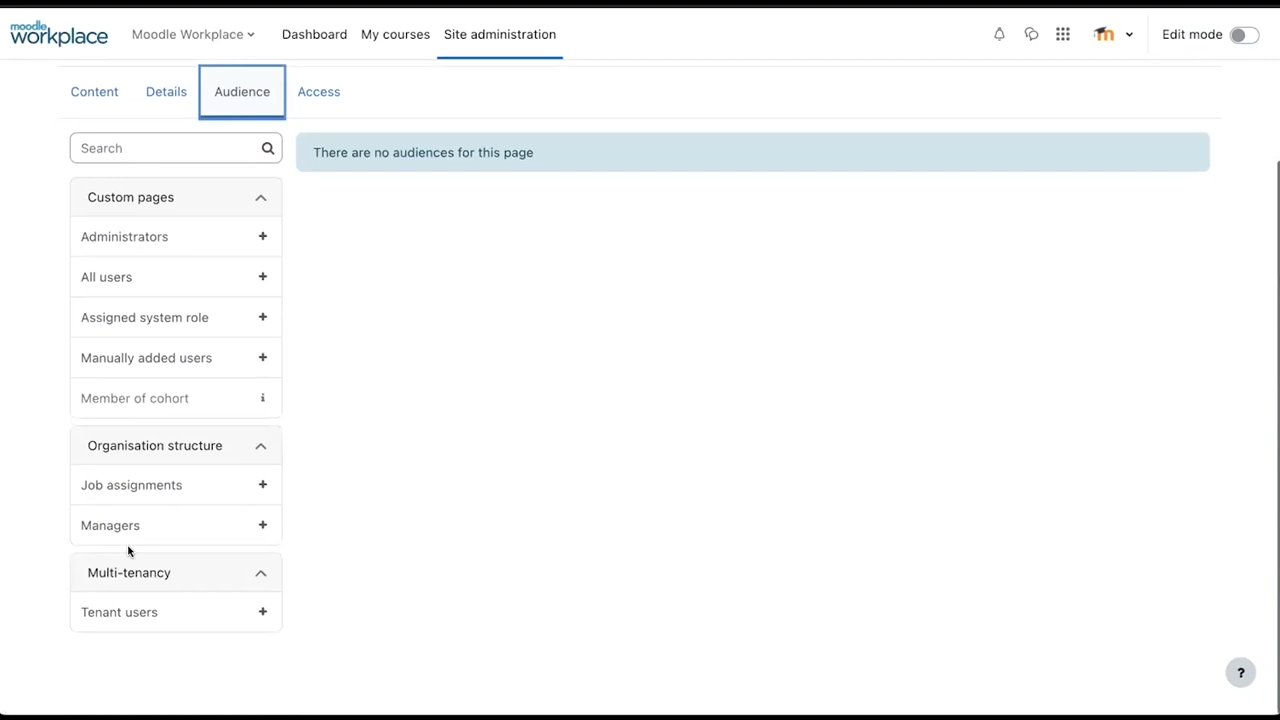 moodle
workplace
Moodle Workplace
Dashboard
My courses
Site administration
Edit mode
Content
Details
Audience
Access
Search
There are no audiences for this page
Custom pages
Administrators
All users
Assigned system role
Manually added users
Member of cohort
Organisation structure
Job assignments
Managers
Multi-tenancy
Tenant users
?